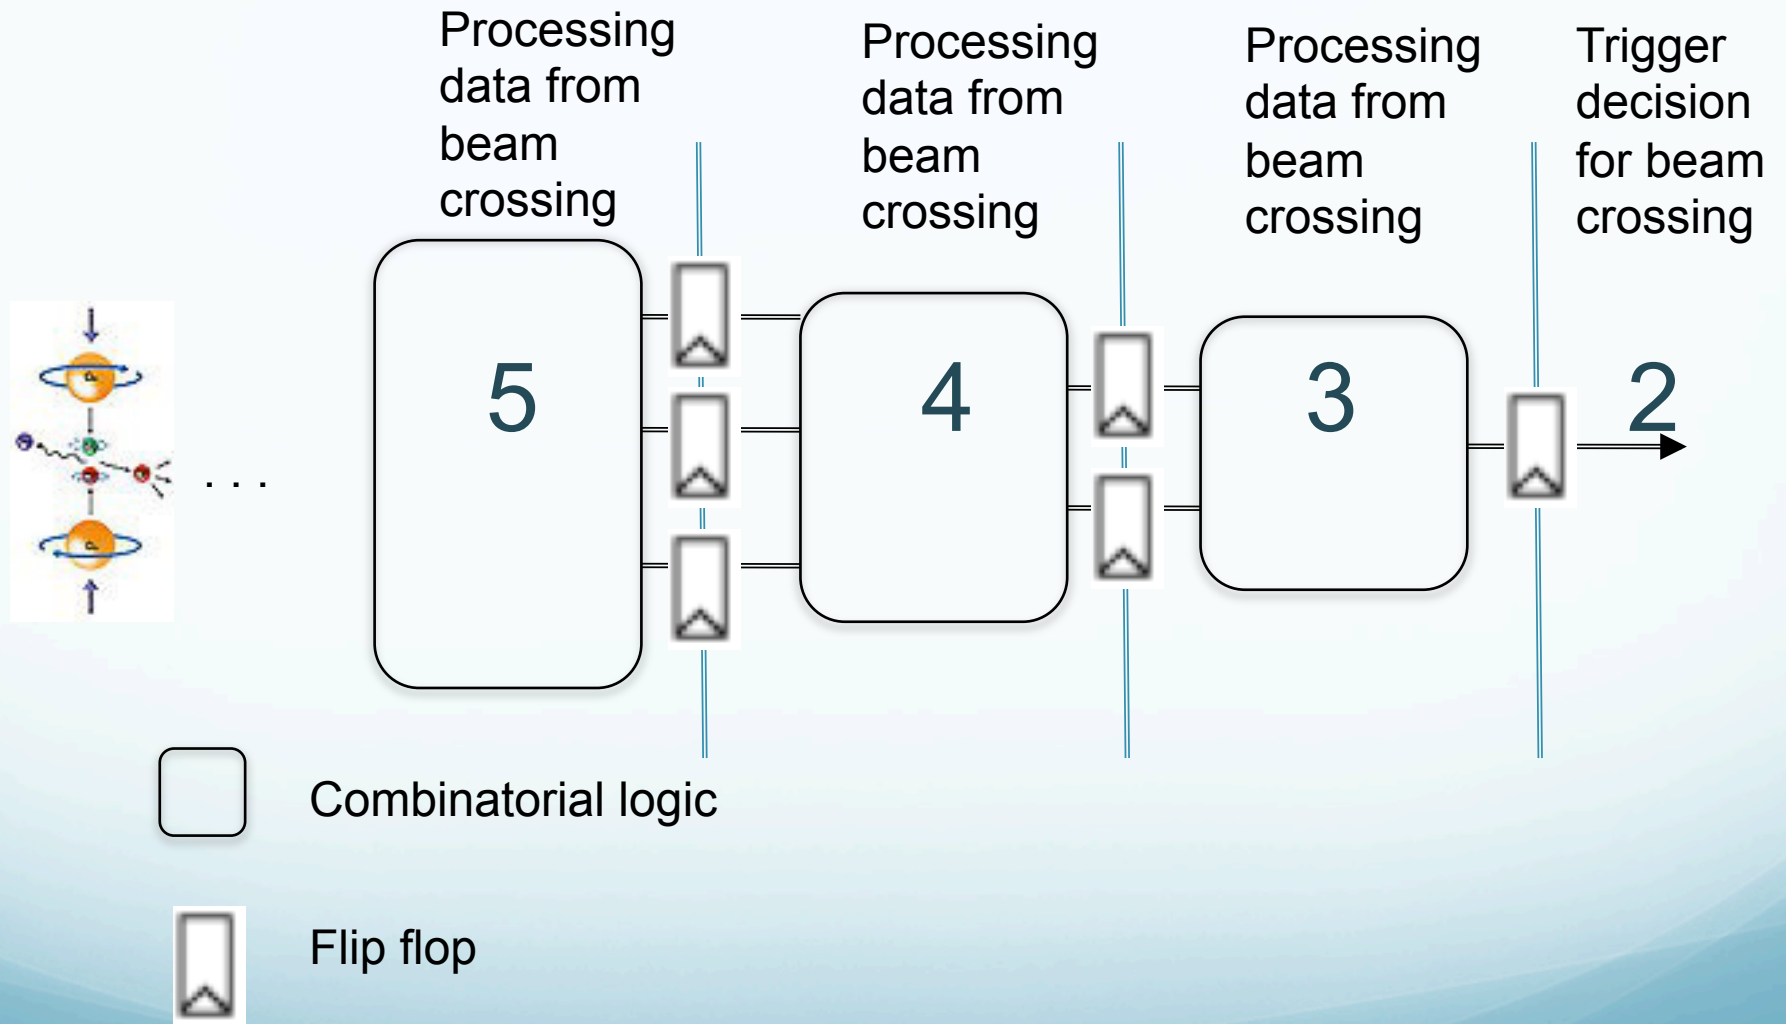 Processing
data from
beam
crossing
Processing
data from
beam
crossing
Processing
data from
beam
crossing
Trigger
decision
for beam
crossing
5
4
3
2
. . .
Combinatorial logic
Flip flop